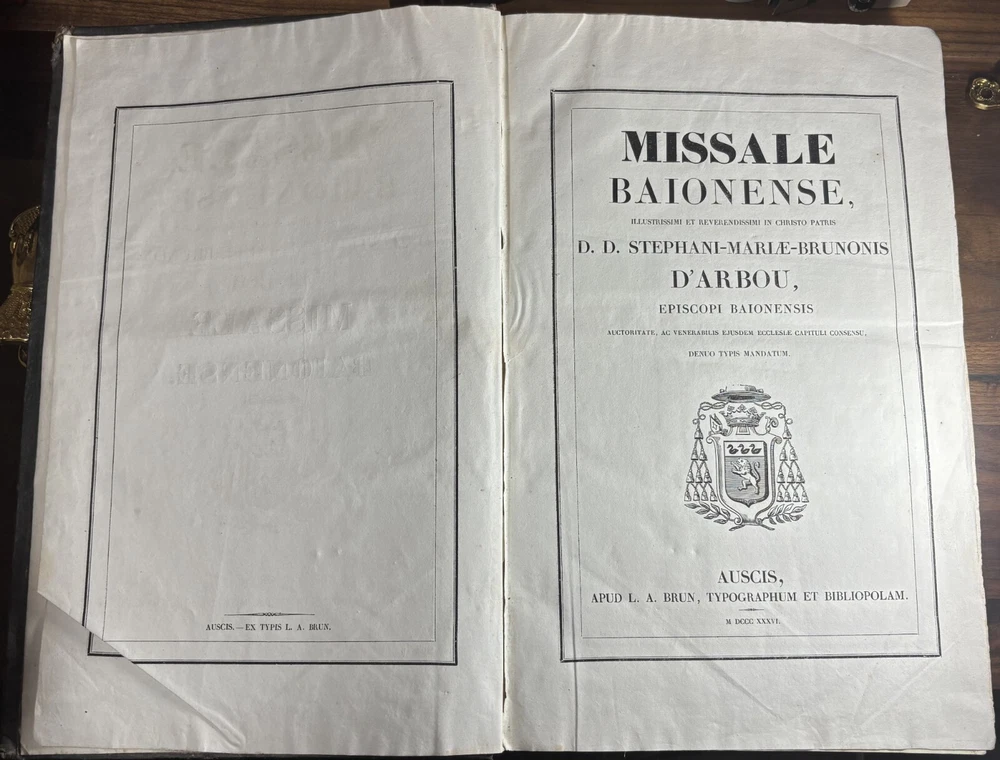 AUSCIS.—EX TYPIS L. A. BRUN.
MISSALE
BAIONENSE,
ILLUSTRISSIMI ET REVERENDISSIMI IN CHRISTO PATRIS
D. D. STEPHANI-MARIÆ-BRUNONIS
D'ARBOU,
EPISCOPI BAIONENSIS
AUCTORITATE, AC VENERABILIS EJUSDEM ECCLESIÆ CAPITULI CONSENSU,
DENUO TYPIS MANDATUM.
AUSCIS,
APUD L. A. BRUN, TYPOGRAPHUM ET BIBLIOPOLAM.
M DCCC XXXVI.